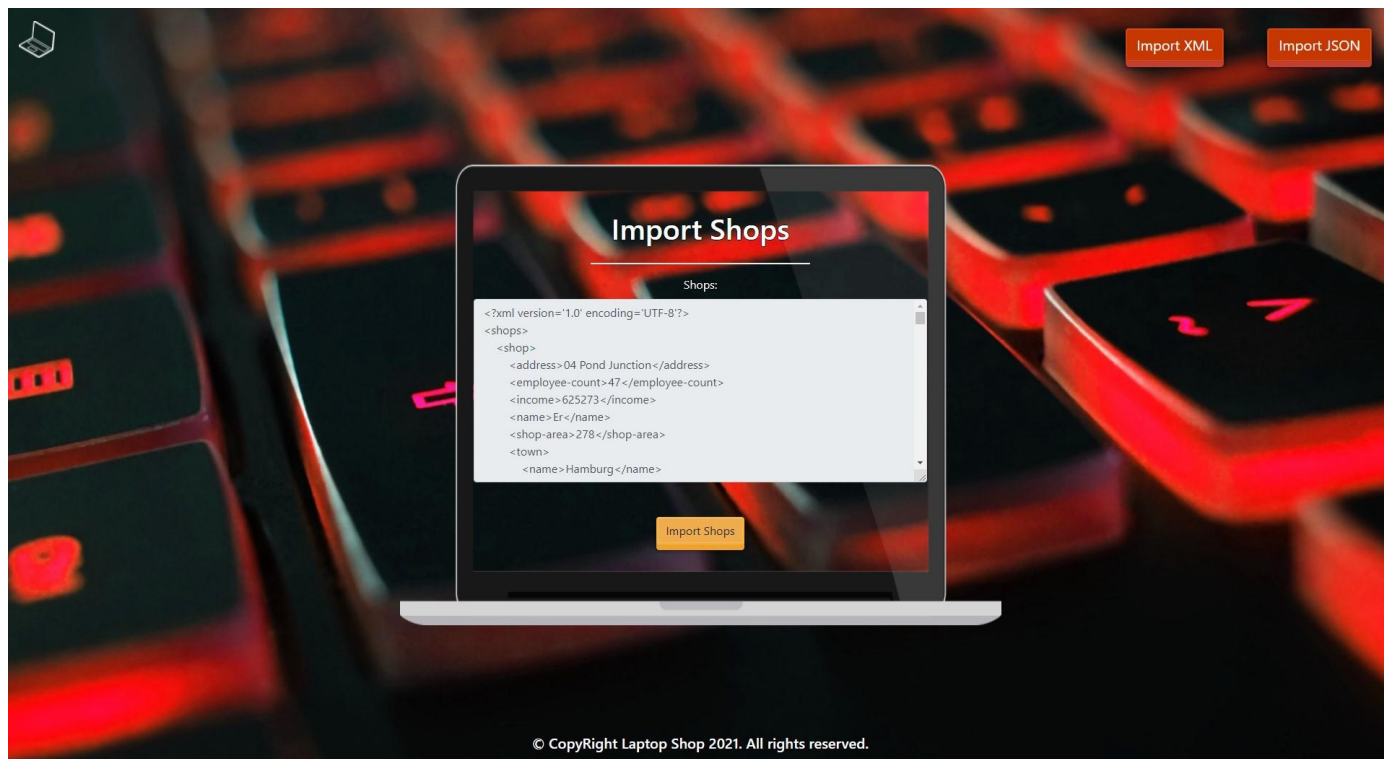 Import XML
Import JSON
Import Shops
Shops:
<?xml version='1.0' encoding='UTF-8'?>
<shops>
<shop>
<address>04 Pond Junction</address>
<employee-count>47</employee-count>
<income>625273</income>
<name>Er</name>
<shop-area>278</shop-area>
<town>
<name>Hamburg</name>
Import Shops
© CopyRight Laptop Shop 2021. All rights reserved.